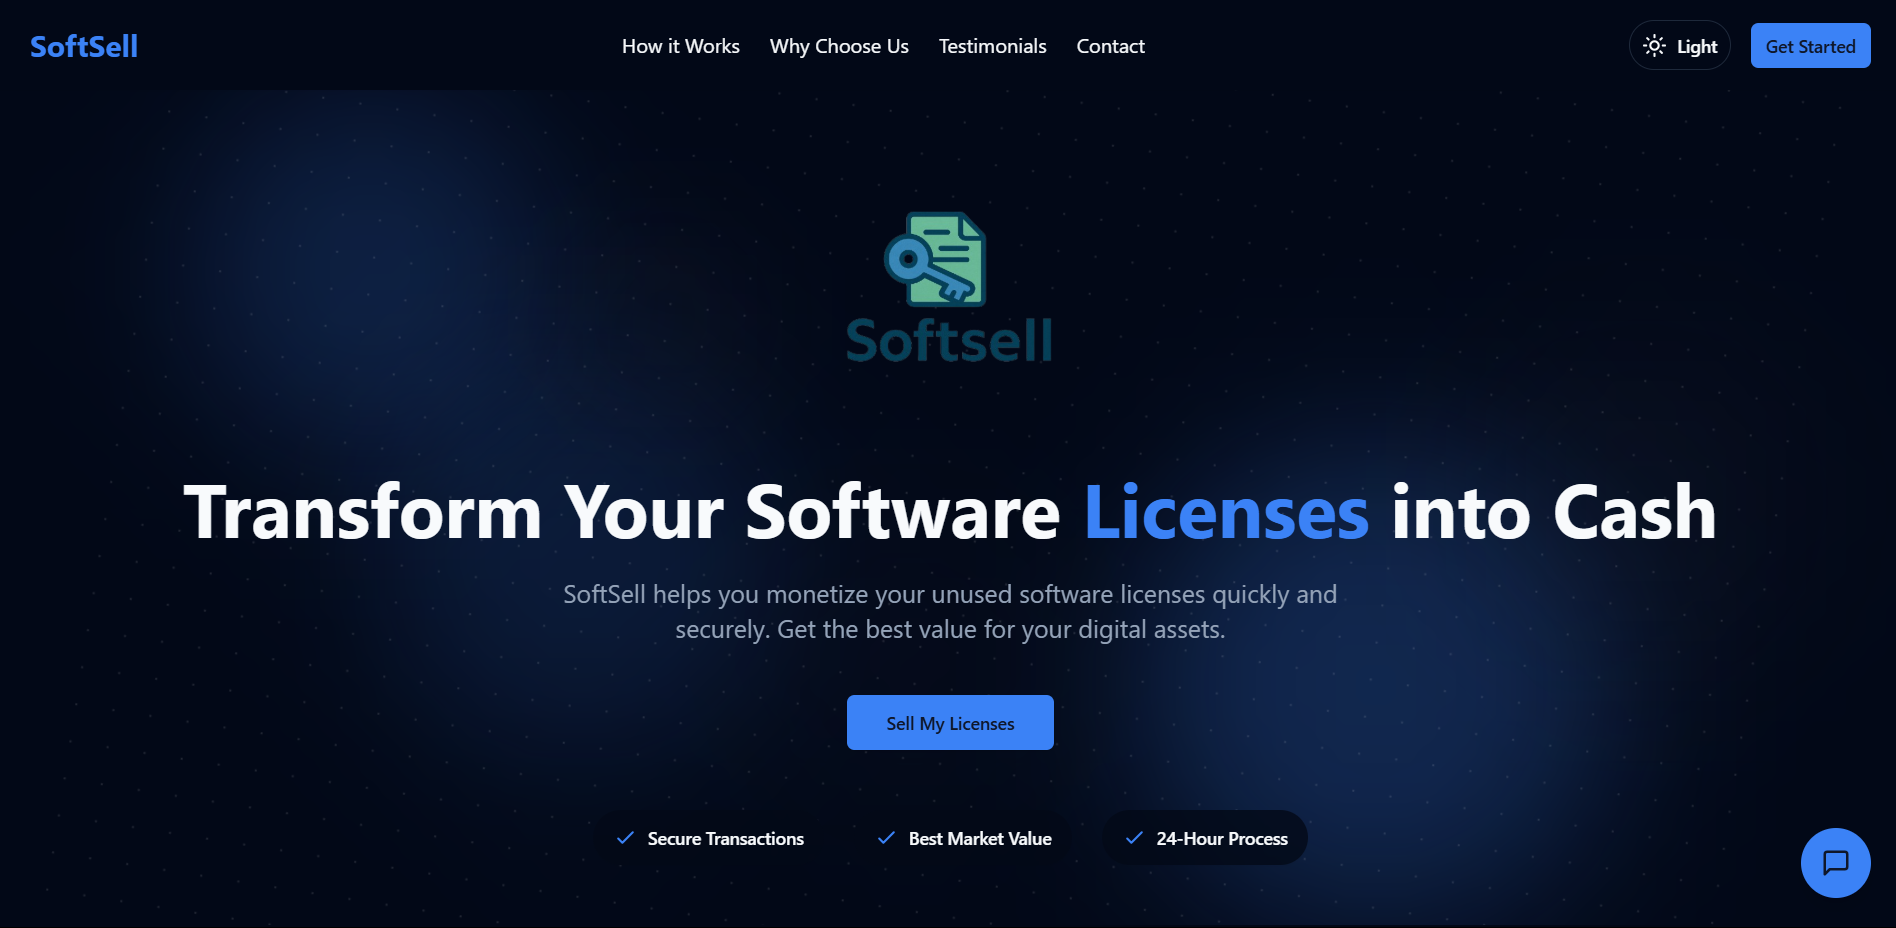 SoftSell
How it Works
Why Choose Us
Testimonials
Contact
Light
Get Started
Softsell
Transform Your Software Licenses into Cash
SoftSell helps you monetize your unused software licenses quickly and
securely. Get the best value for your digital assets.
Sell My Licenses
Secure Transactions
Best Market Value
24-Hour Process